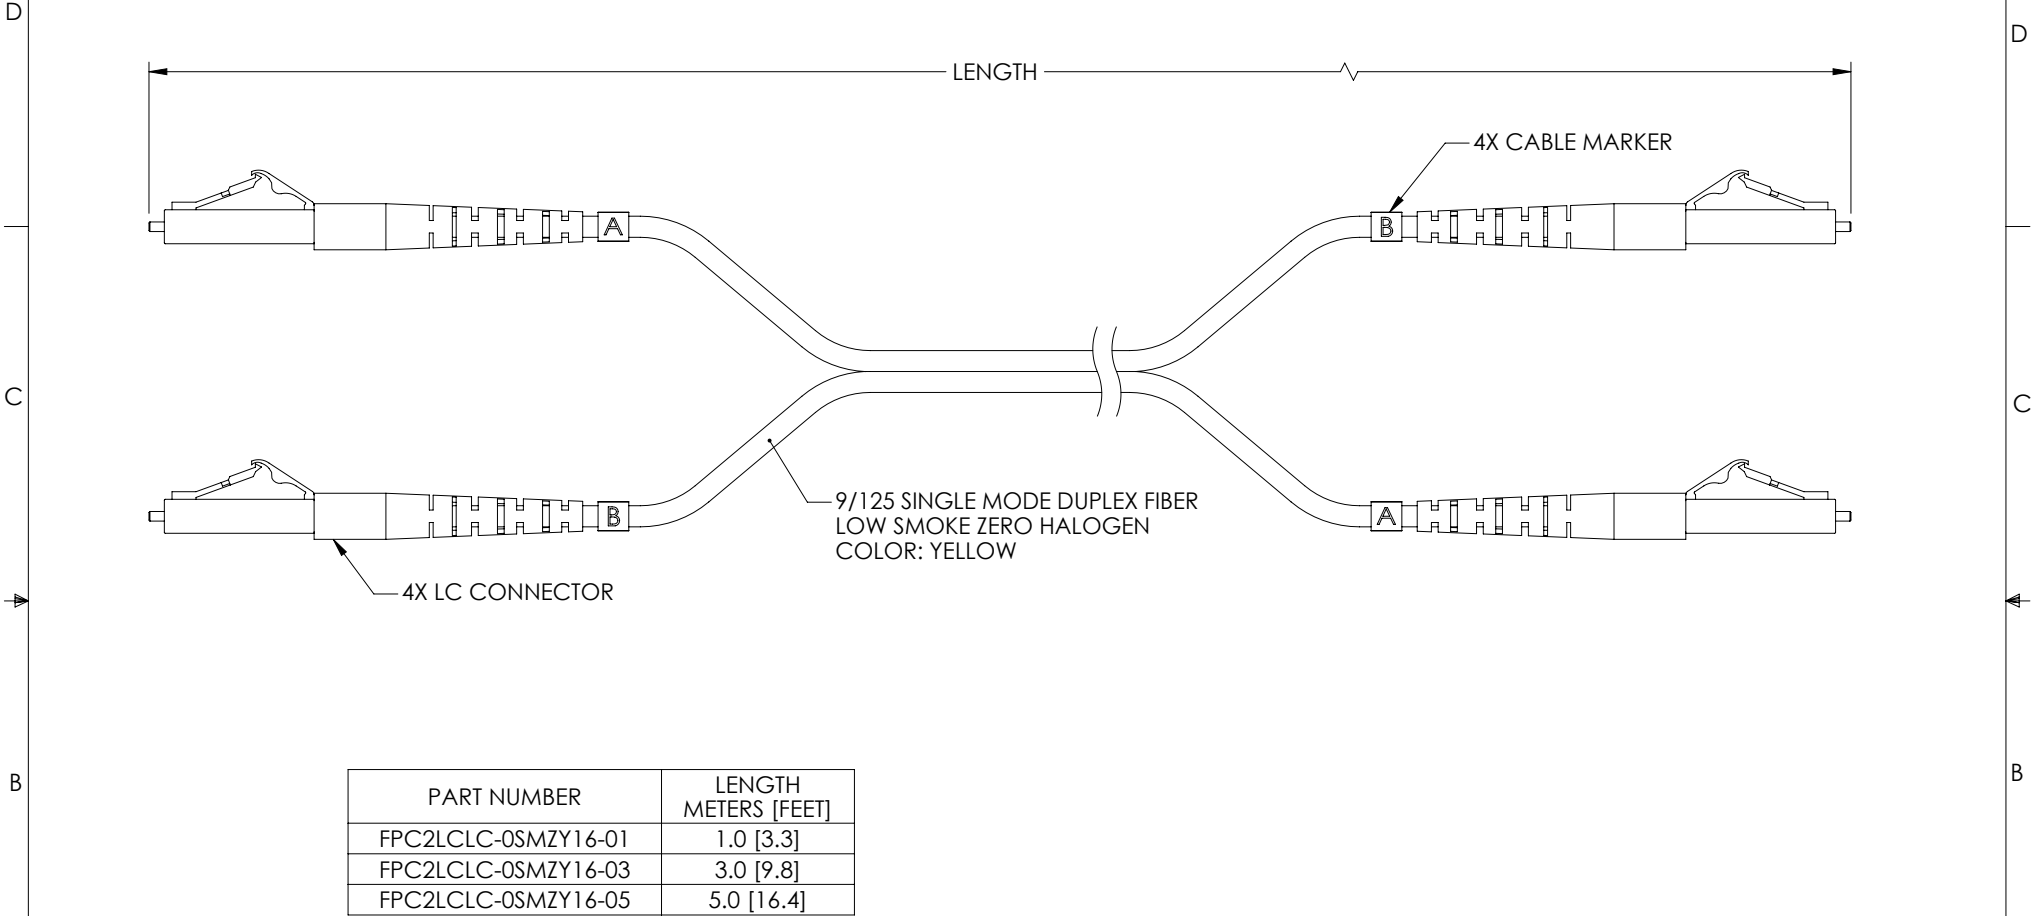 D
D
LENGTH
4X CABLE MARKER
A
B
C
C
B
A
9/125 SINGLE MODE DUPLEX FIBER
LOW SMOKE ZERO HALOGEN
COLOR: YELLOW
4X LC CONNECTOR
B
B
PART NUMBER
LENGTH
METERS [FEET]
FPC2LCLC-0SMZY16-01
1.0 [3.3]
FPC2LCLC-0SMZY16-03
3.0 [9.8]
FPC2LCLC-0SMZY16-05
5.0 [16.4]